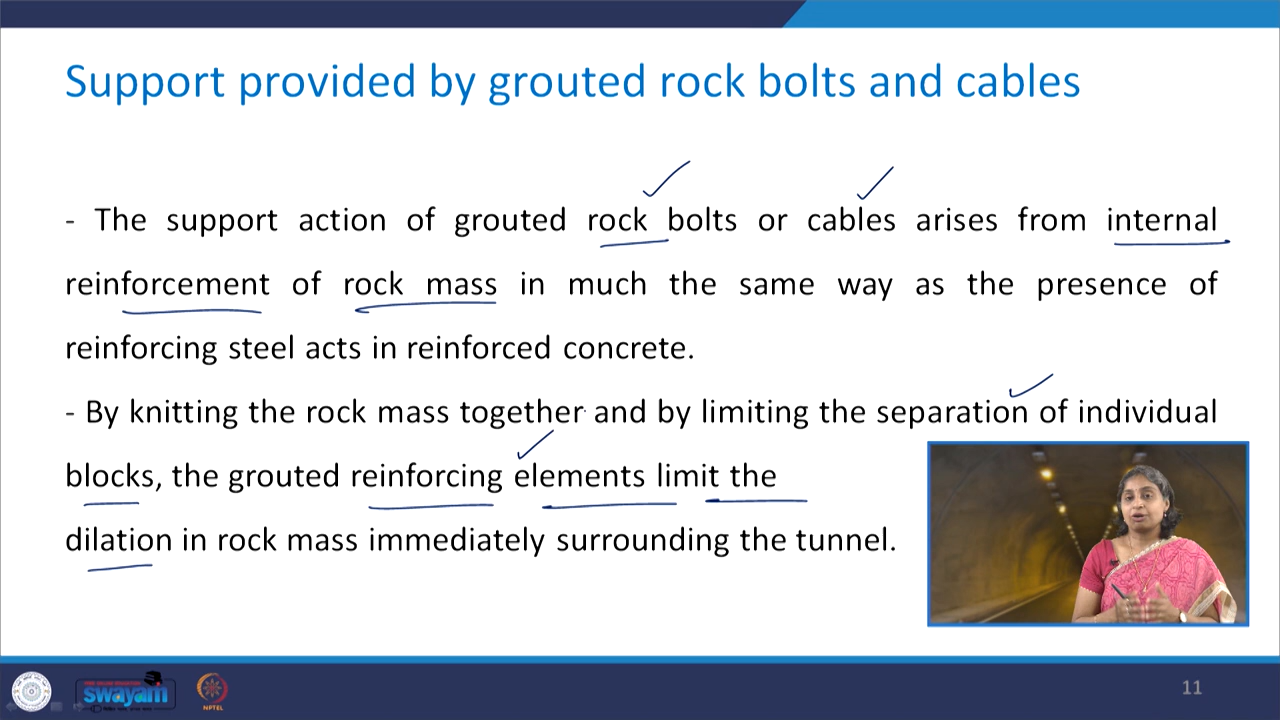 Support provided by grouted rock bolts and cables
- The support action of grouted rock bolts or cables arises from internal
reinforcement of rock mass in much the same way as the presence of
reinforcing steel acts in reinforced concrete.
- By knitting the rock mass together and by limiting the separation of individual
blocks, the grouted reinforcing elements limit the
dilation in rock mass immediately surrounding the tunnel.
swayam
NPTEL
11